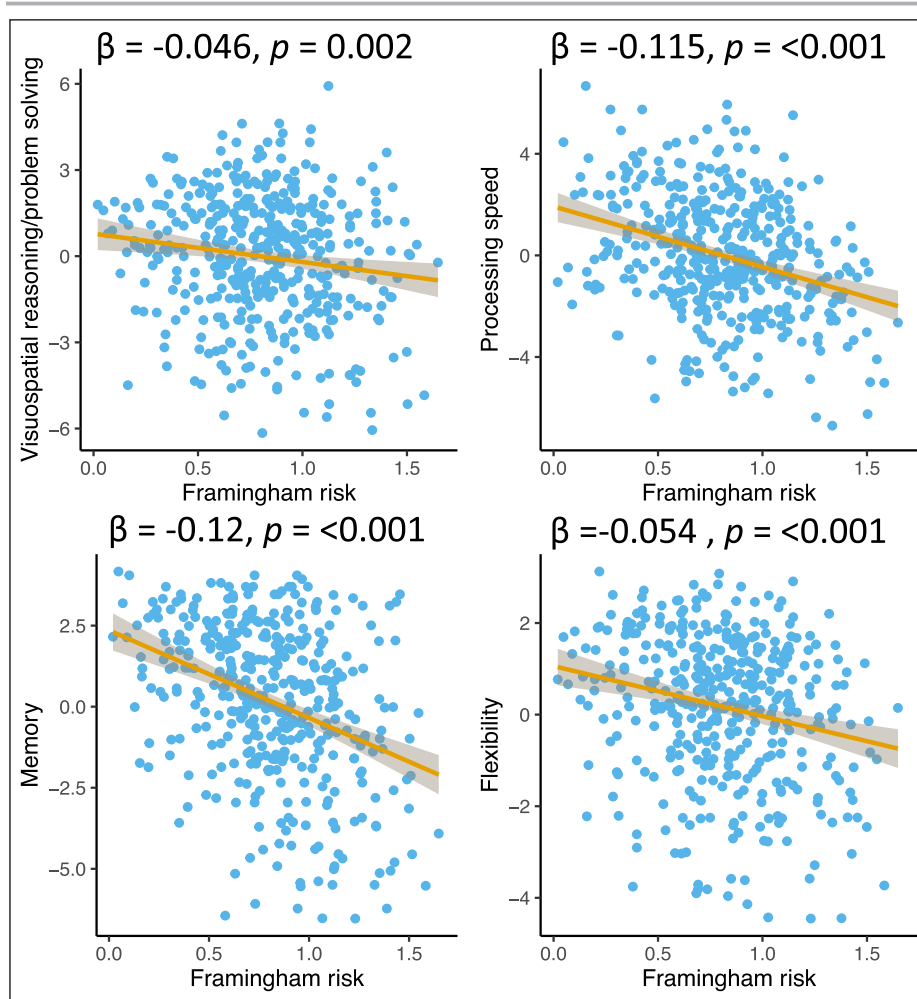 β = -0.046, p = 0.002
Visuospatial reasoning/problem solving
6
3
0
−3
−6
0.0 0.5 1.0 1.5
Framingham risk
β = -0.115, p = <0.001
Processing speed
4
0
−4
0.0 0.5 1.0 1.5
Framingham risk
β = -0.12, p = <0.001
Memory
2.5
0.0
−2.5
−5.0
0.0 0.5 1.0 1.5
Framingham risk
β =-0.054 , p = <0.001
Flexibility
2
0
−2
−4
0.0 0.5 1.0 1.5
Framingham risk